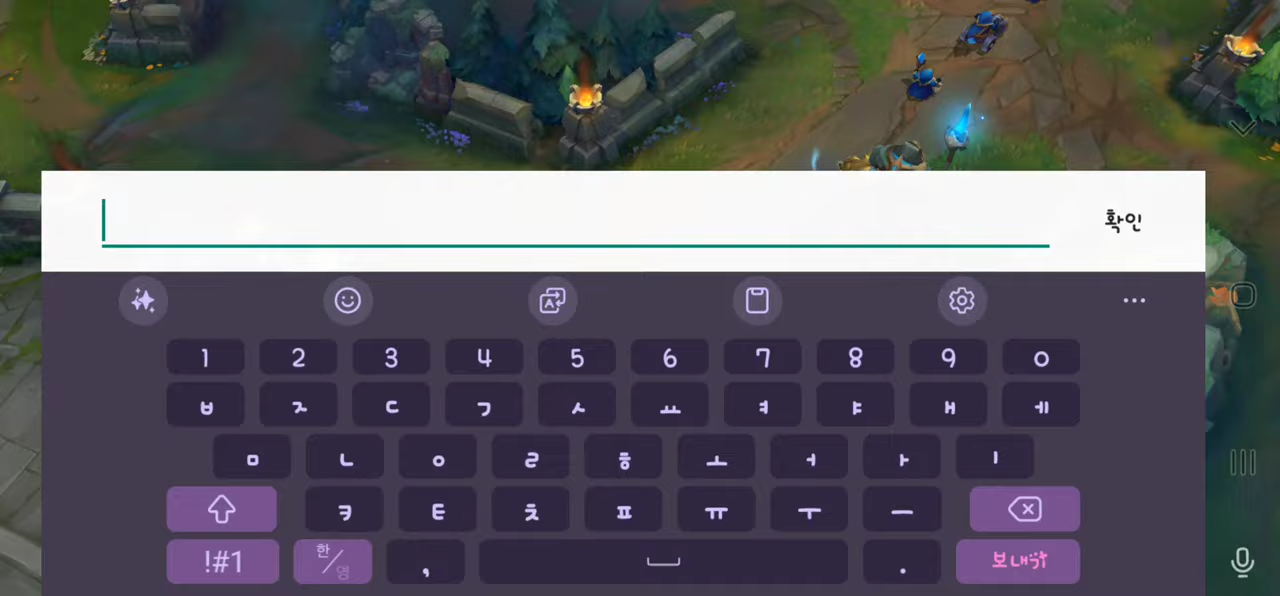 확인
1 2 3 4 5 6 7 8 9 0
ㅂ ㅈ ㄷ ㄱ ㅅ ㅛ ㅕ ㅑ ㅐ ㅔ
ㅁ ㄴ ㅇ ㄹ ㅎ ㅗ ㅓ ㅏ ㅣ
ㅋ ㅌ ㅊ ㅍ ㅠ ㅜ ㅡ
!#1 한/영 , . 보내기